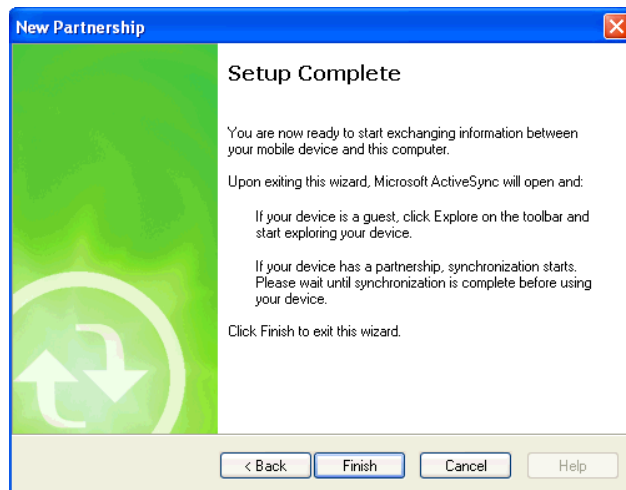 New Partnership
Setup Complete
You are now ready to start exchanging information between
your mobile device and this computer.
Upon exiting this wizard, Microsoft ActiveSync will open and:
If your device is a guest, click Explore on the toolbar and
start exploring your device.
If your device has a partnership, synchronization starts.
Please wait until synchronization is complete before using
your device.
Click Finish to exit this wizard.
< Back Finish Cancel Help